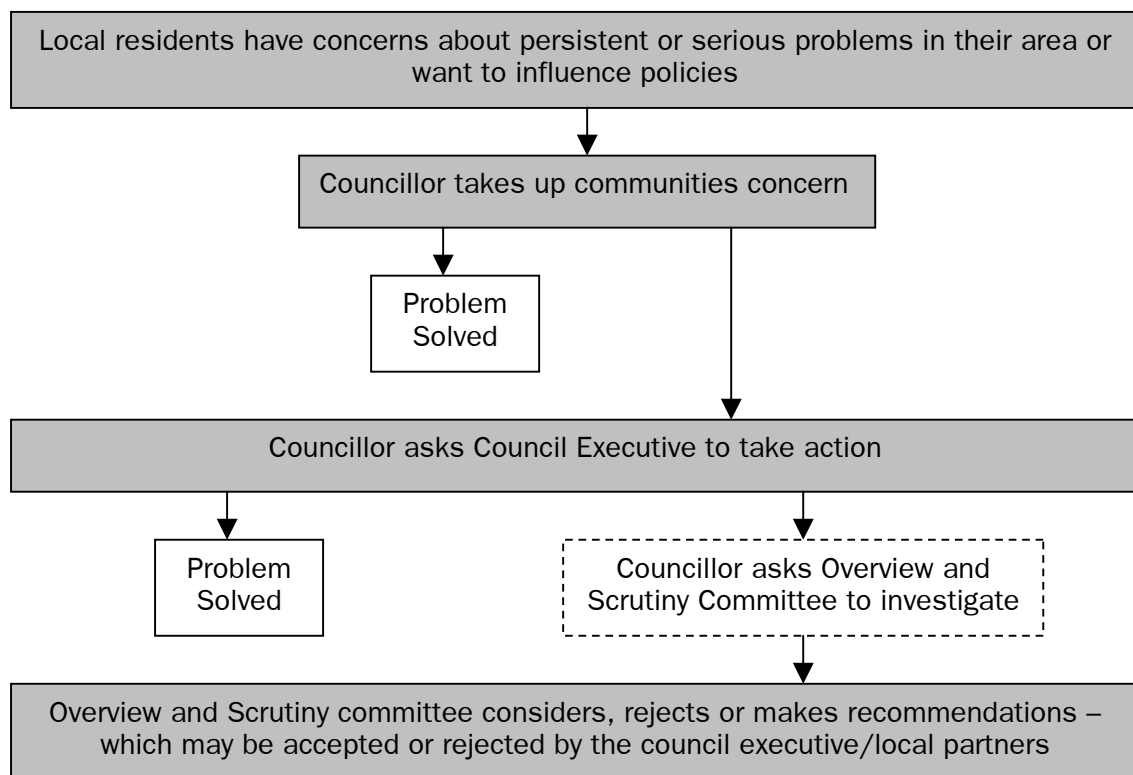 Local residents have concerns about persistent or serious problems in their area or
want to influence policies
Councillor takes up communities concern
Problem
Solved
Councillor asks Council Executive to take action
Problem
Solved
Councillor asks Overview and
Scrutiny Committee to investigate
Overview and Scrutiny committee considers, rejects or makes recommendations –
which may be accepted or rejected by the council executive/local partners